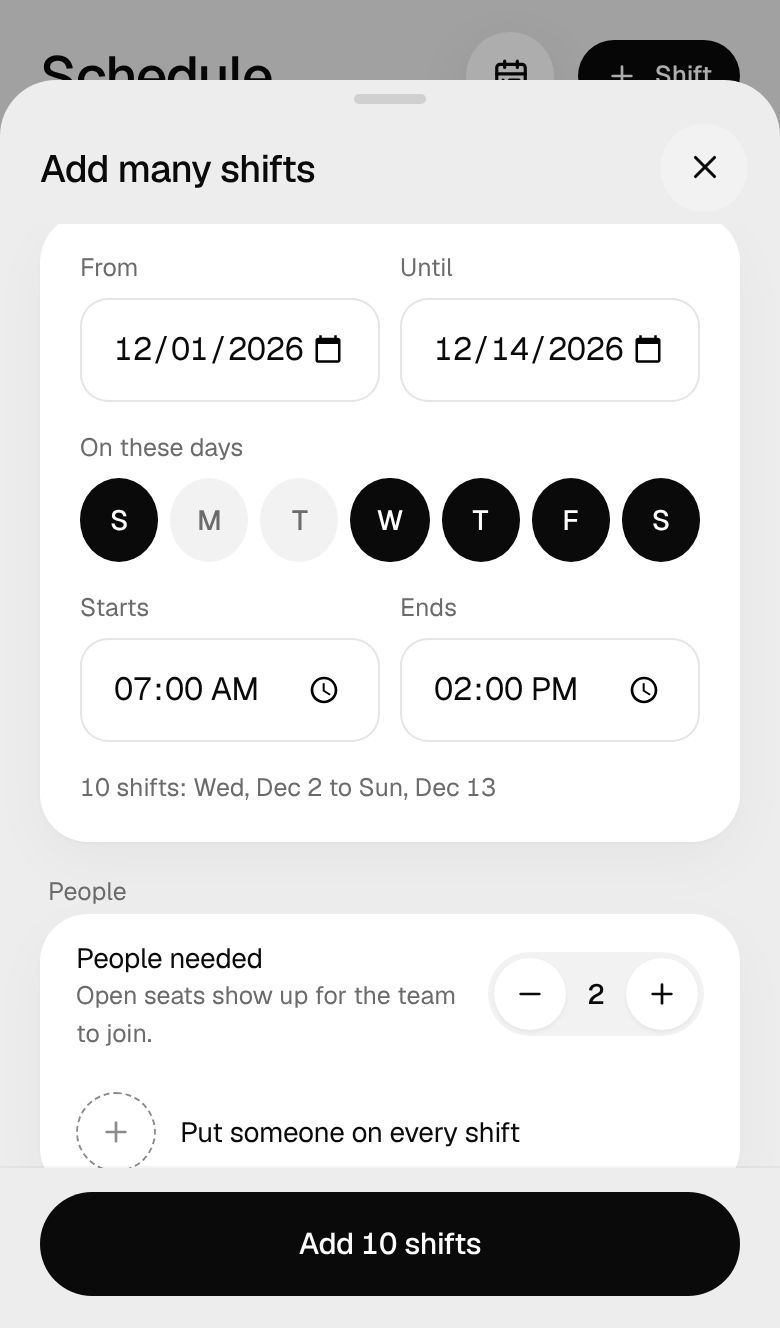 Schedule
Shift
Add many shifts
From
Until
12/01/2026
12/14/2026
On these days
S M T W T F S
Starts
Ends
07:00 AM
02:00 PM
10 shifts: Wed, Dec 2 to Sun, Dec 13
People
People needed
Open seats show up for the team
to join.
2
Put someone on every shift
Add 10 shifts